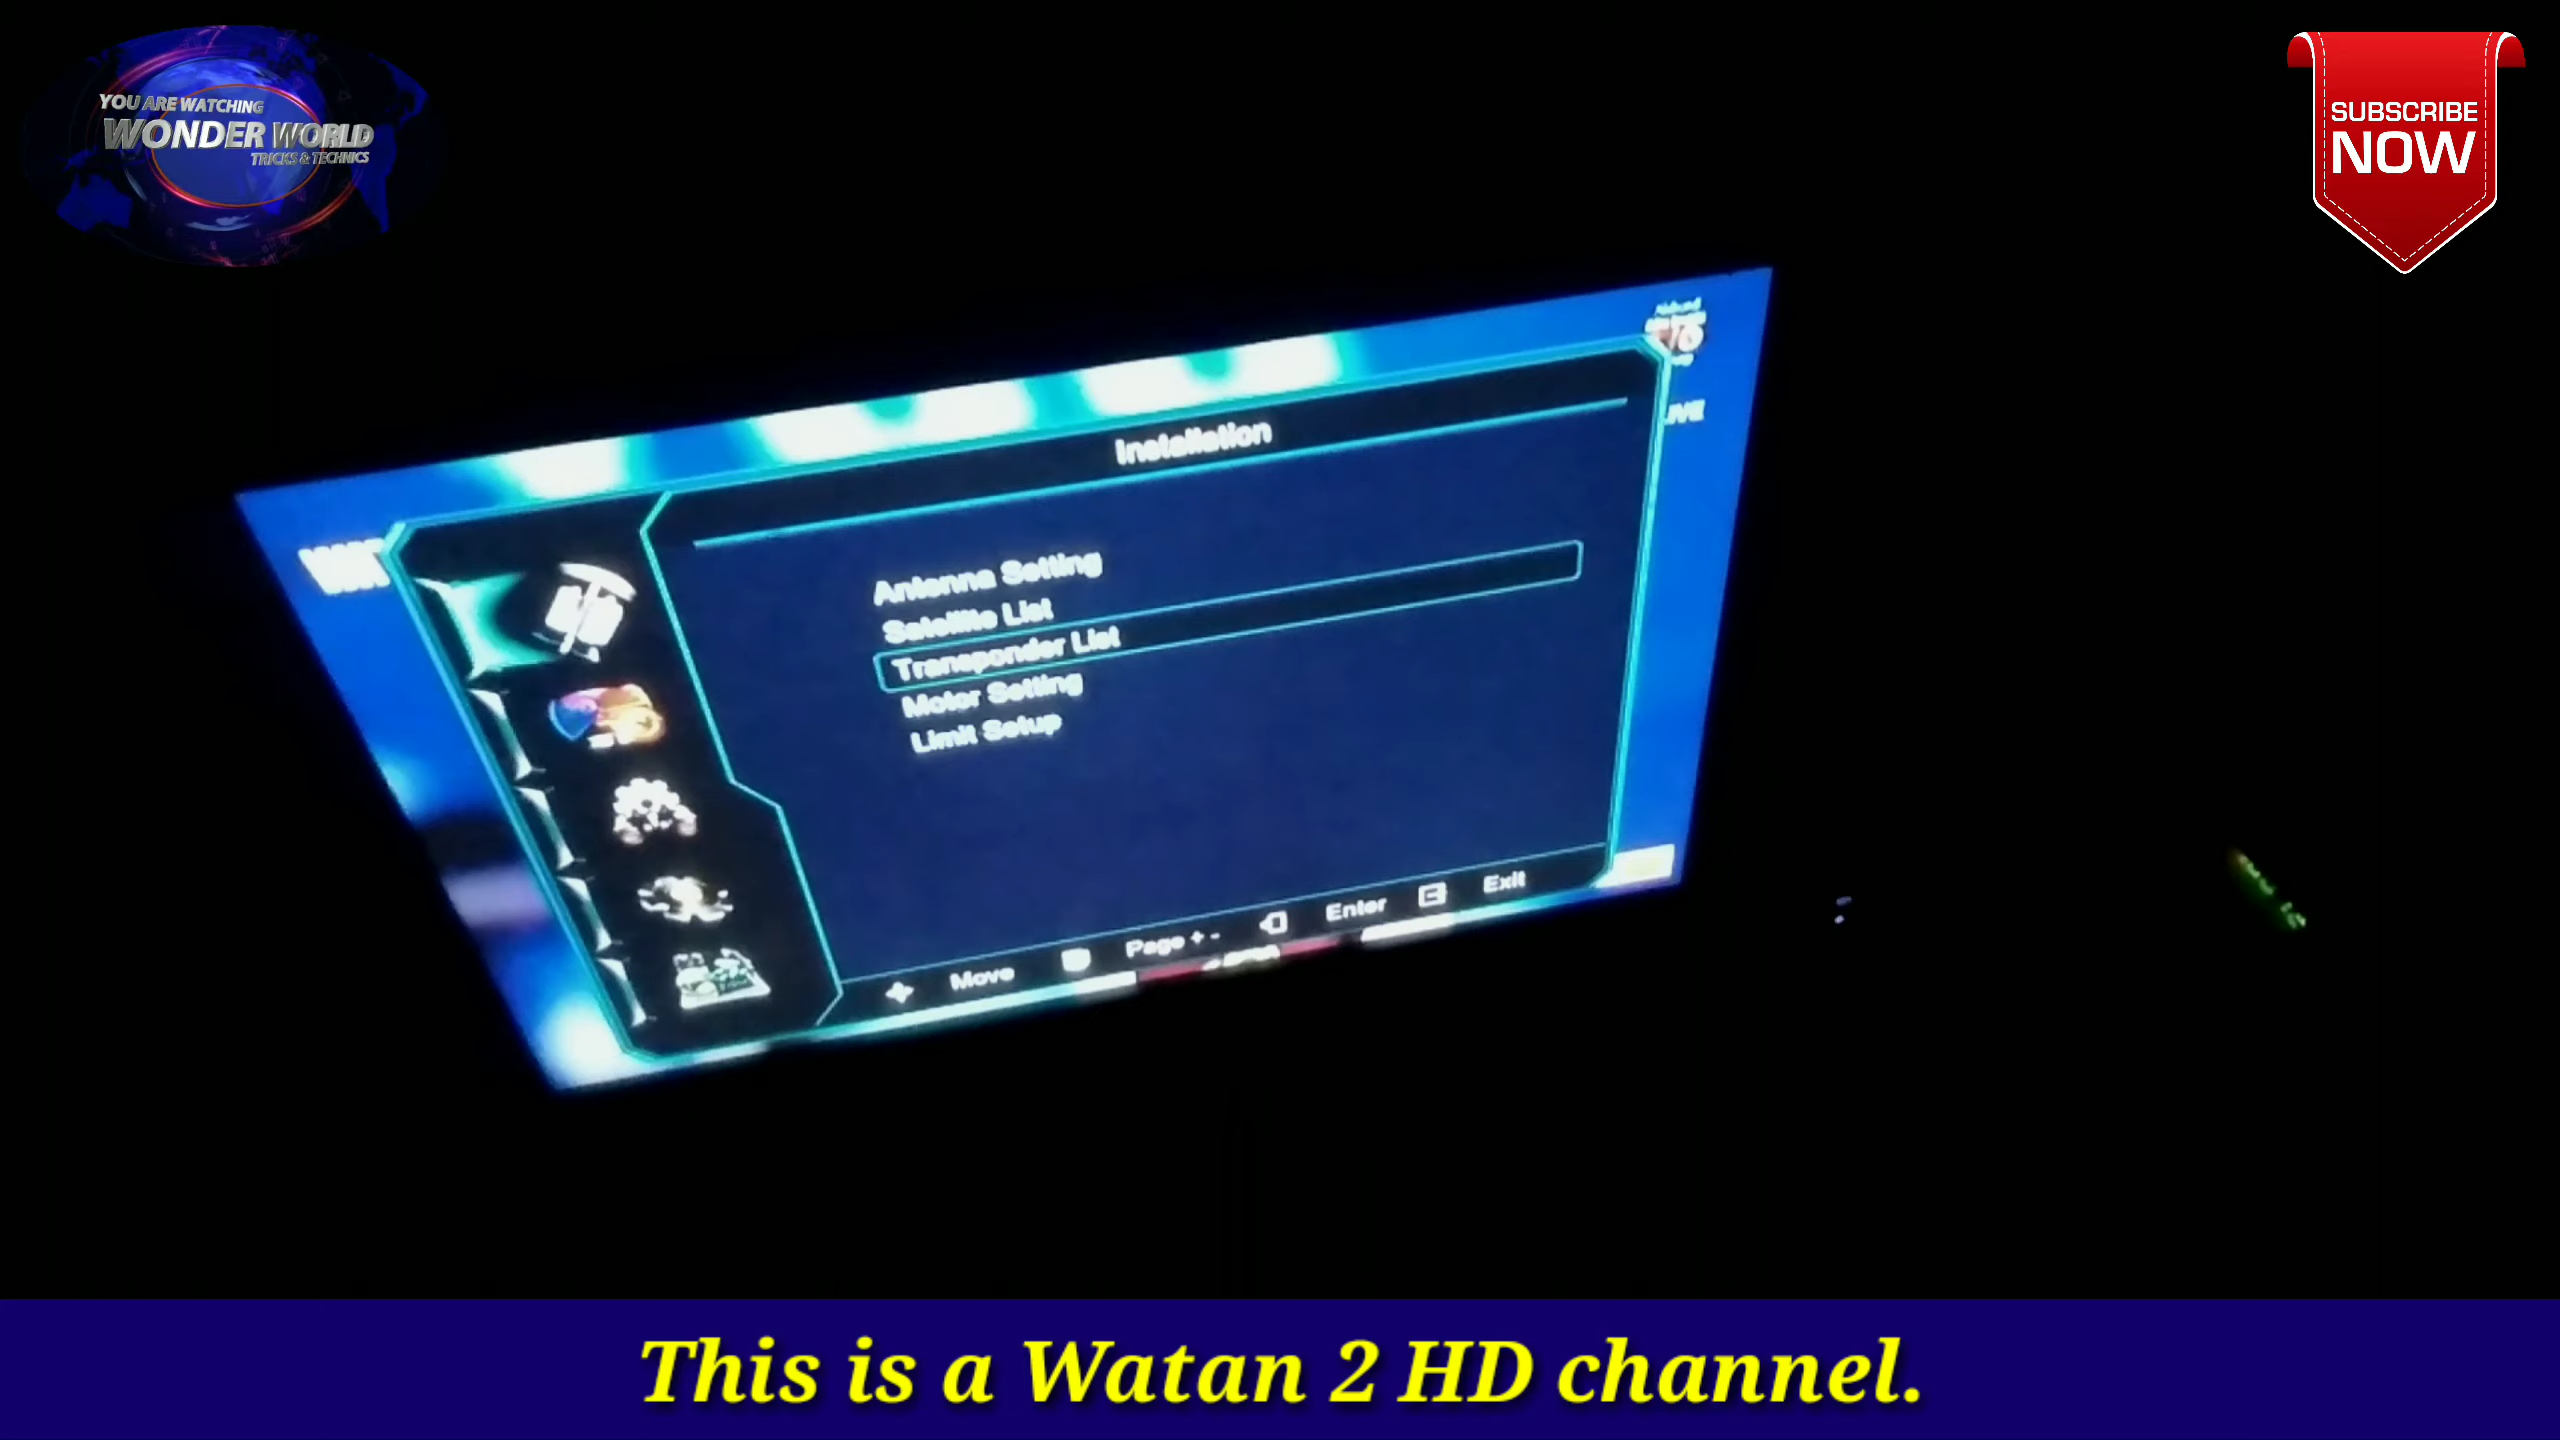 YOU ARE WATCHING
WONDER WORLD
TRICKS & TECHNICS
SUBSCRIBE
NOW
Installation
Antenna Setting
Satellite List
Transponder List
Motor Setting
Limit Setup
Move
Page + -
Enter
Exit
This is a Watan 2 HD channel.